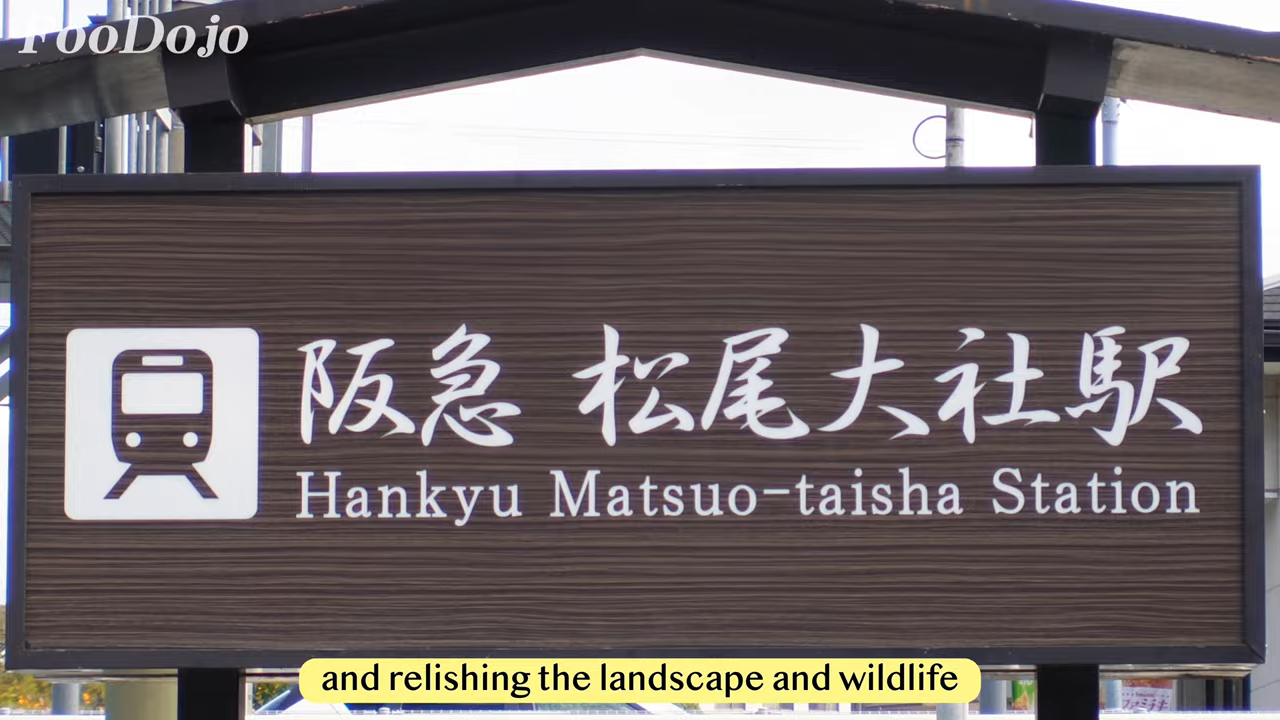 FooDojo
阪急 松尾大社駅
Hankyu Matsuo-taisha Station
and relishing the landscape and wildlife